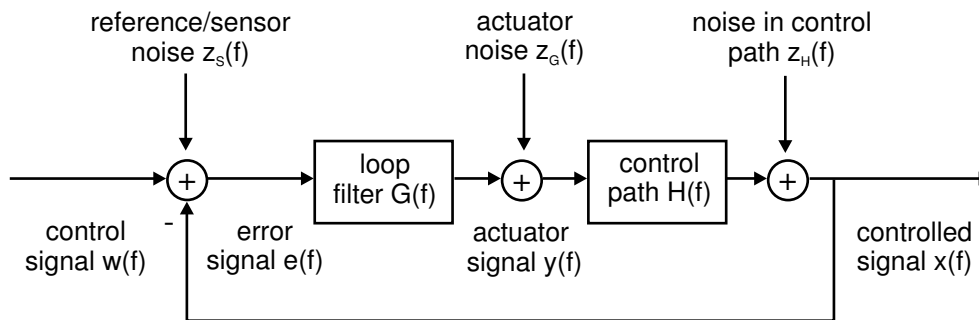 reference/sensor
noise z_S(f)
actuator
noise z_G(f)
noise in control
path z_H(f)
+
loop
filter G(f)
+
control
path H(f)
+
-
control
signal w(f)
error
signal e(f)
actuator
signal y(f)
controlled
signal x(f)